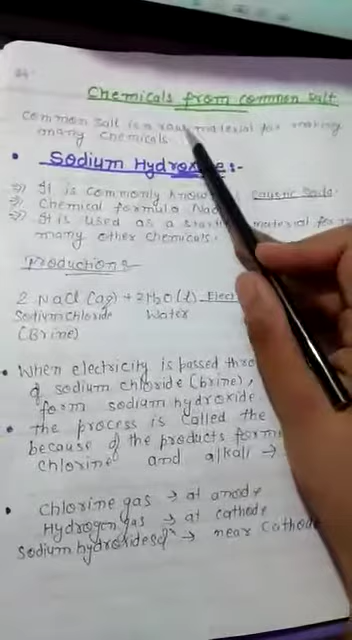 Chemicals from common salt
Common salt is a raw material for making
many chemicals.
• Sodium Hydroxide:-
⇒ It is commonly know caustic soda.
⇒ Chemical formula Na
⇒ It is used as a material for
many other chemicals.
Production:-
2 NaCl (aq) + 2H₂O (l) Elect
Sodium chloride Water
(Brine)
• When electricity is passed thro
of sodium chloride (brine),
form sodium hydroxide
• the process is called the
because of the products form
chlorine and alkali →
• Chlorine gas → at anode
Hydrogen gas → at cathode
Sodium hydroxide solⁿ → near cathode